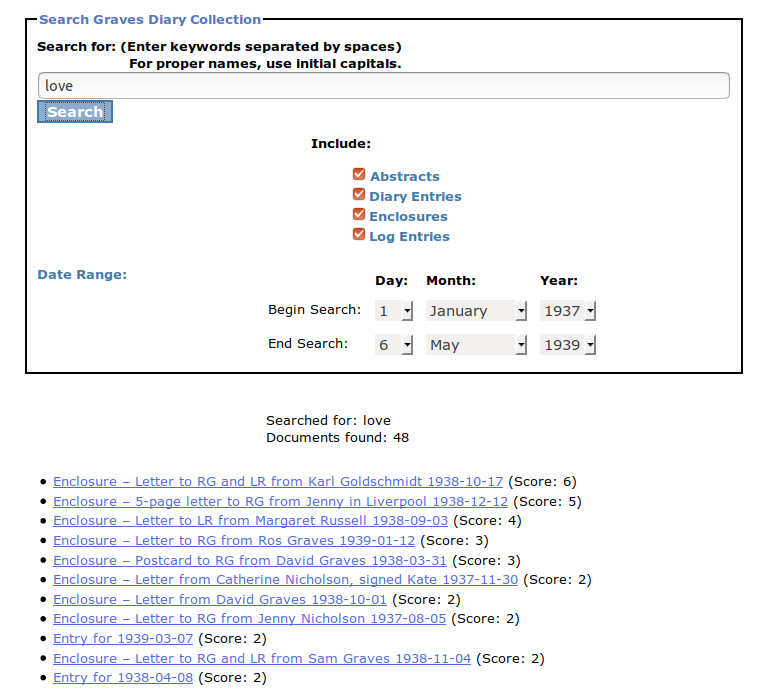 Search Graves Diary Collection
Search for: (Enter keywords separated by spaces)
For proper names, use initial capitals.
love
Search
Include:
Abstracts
Diary Entries
Enclosures
Log Entries
Date Range:
Day: Month: Year:
Begin Search: 1 January 1937
End Search: 6 May 1939
Searched for: love
Documents found: 48
• Enclosure – Letter to RG and LR from Karl Goldschmidt 1938-10-17 (Score: 6)
• Enclosure – 5-page letter to RG from Jenny in Liverpool 1938-12-12 (Score: 5)
• Enclosure – Letter to LR from Margaret Russell 1938-09-03 (Score: 4)
• Enclosure – Letter to RG from Ros Graves 1939-01-12 (Score: 3)
• Enclosure – Postcard to RG from David Graves 1938-03-31 (Score: 3)
• Enclosure – Letter from Catherine Nicholson, signed Kate 1937-11-30 (Score: 2)
• Enclosure – Letter from David Graves 1938-10-01 (Score: 2)
• Enclosure – Letter to RG from Jenny Nicholson 1937-08-05 (Score: 2)
• Entry for 1939-03-07 (Score: 2)
• Enclosure – Letter to RG and LR from Sam Graves 1938-11-04 (Score: 2)
• Entry for 1938-04-08 (Score: 2)